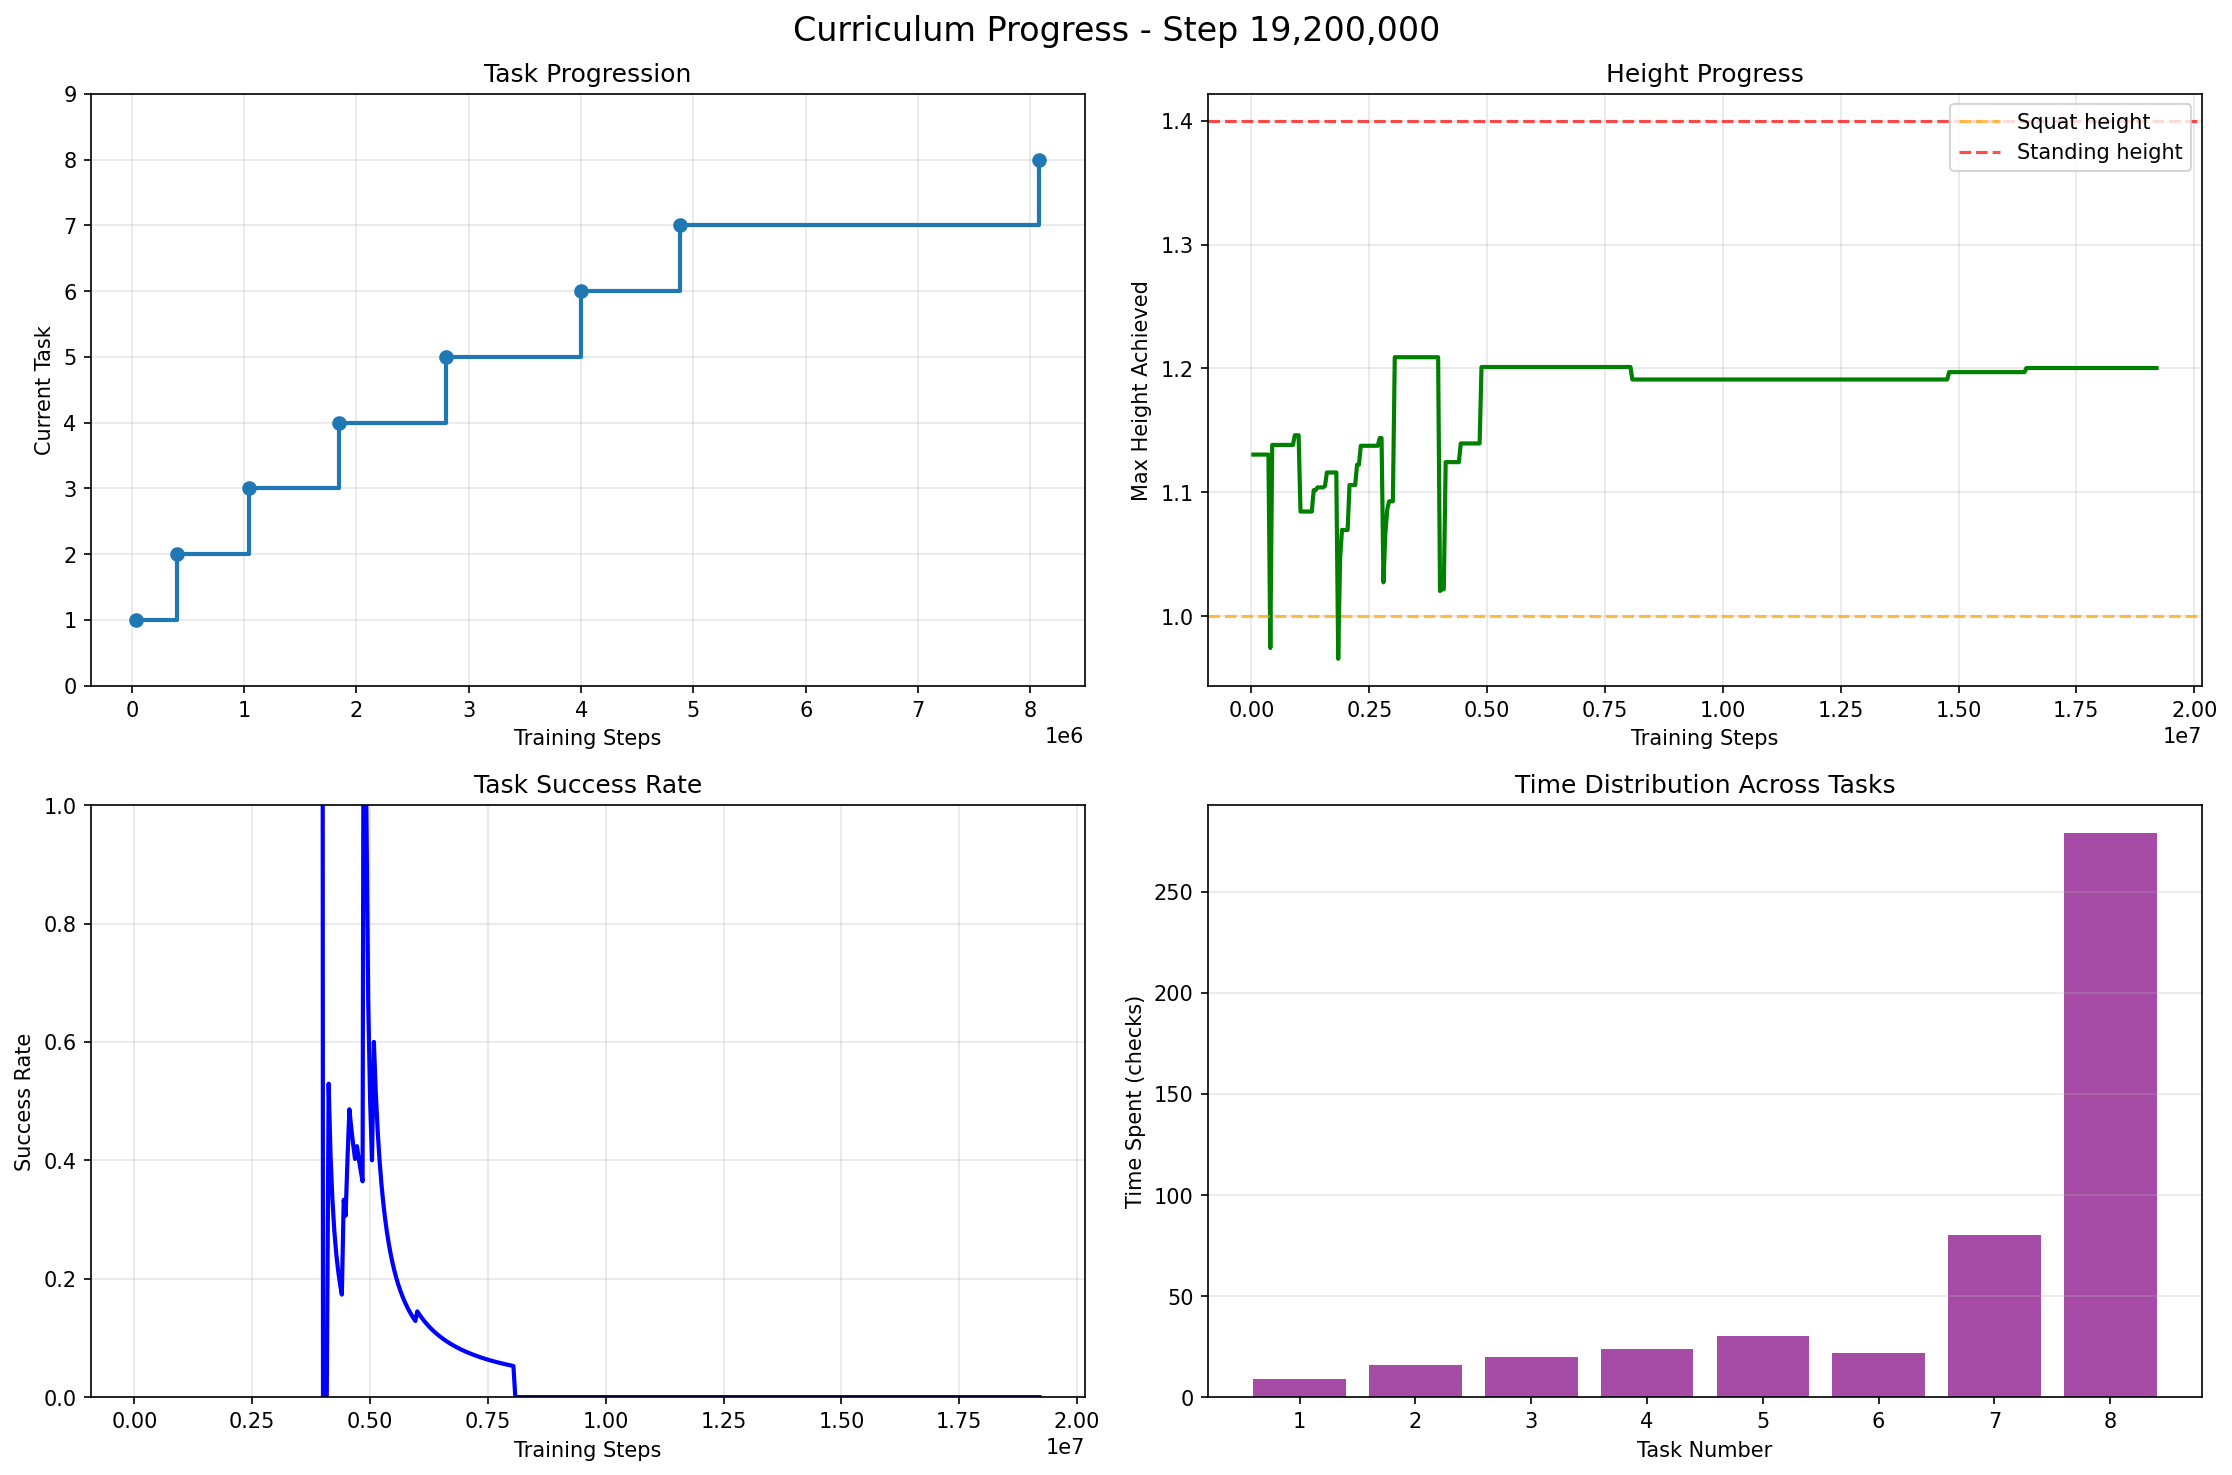 Curriculum Progress - Step 19,200,000
Task Progression
9
8
7
6
5
4
3
2
1
0
Current Task
0 1 2 3 4 5 6 7 8
1e6
Training Steps
Height Progress
Squat height
Standing height
1.4
1.3
1.2
1.1
1.0
Max Height Achieved
0.00 0.25 0.50 0.75 1.00 1.25 1.50 1.75 2.00
1e7
Training Steps
Task Success Rate
1.0
0.8
0.6
0.4
0.2
0.0
Success Rate
0.00 0.25 0.50 0.75 1.00 1.25 1.50 1.75 2.00
1e7
Training Steps
Time Distribution Across Tasks
250
200
150
100
50
0
Time Spent (checks)
1 2 3 4 5 6 7 8
Task Number